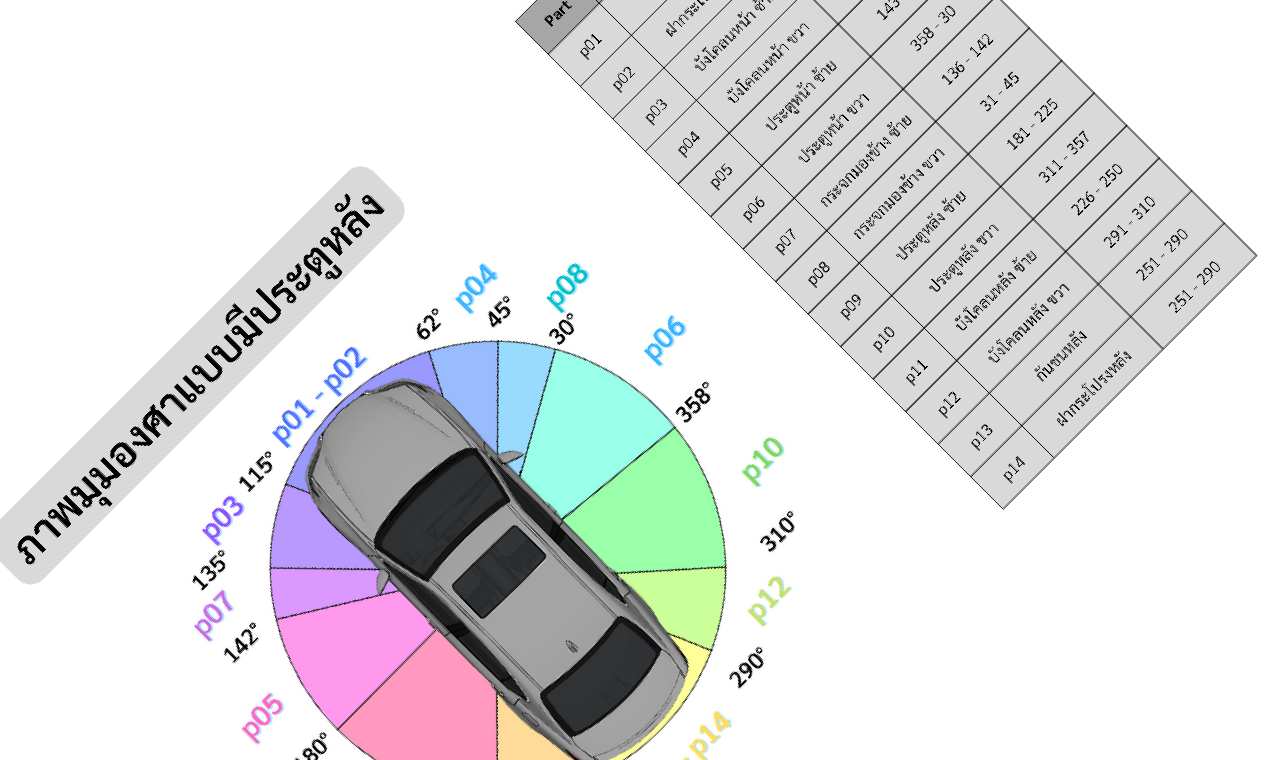 ภาพมุมองศาแบบมีประตูหลัง
p01 - p02
62°
p04
45°
p08
30°
p06
358°
115°
p03
135°
p07
142°
p05
p10
310°
p12
290°
p14
Part
p01
p02
p03 บังโคลนหน้า ซ้าย
p04 บังโคลนหน้า ขวา
p05 ประตูหน้า ซ้าย 143
p06 ประตูหน้า ขวา 358 - 30
p07 กระจกมองข้าง ซ้าย 136 - 142
p08 กระจกมองข้าง ขวา 31 - 45
p09 ประตูหลัง ซ้าย 181 - 225
p10 ประตูหลัง ขวา 311 - 357
p11 บังโคลนหลัง ซ้าย 226 - 250
p12 บังโคลนหลัง ขวา 291 - 310
p13 กันชนหลัง 251 - 290
p14 ฝากระโปรงหลัง 251 - 290